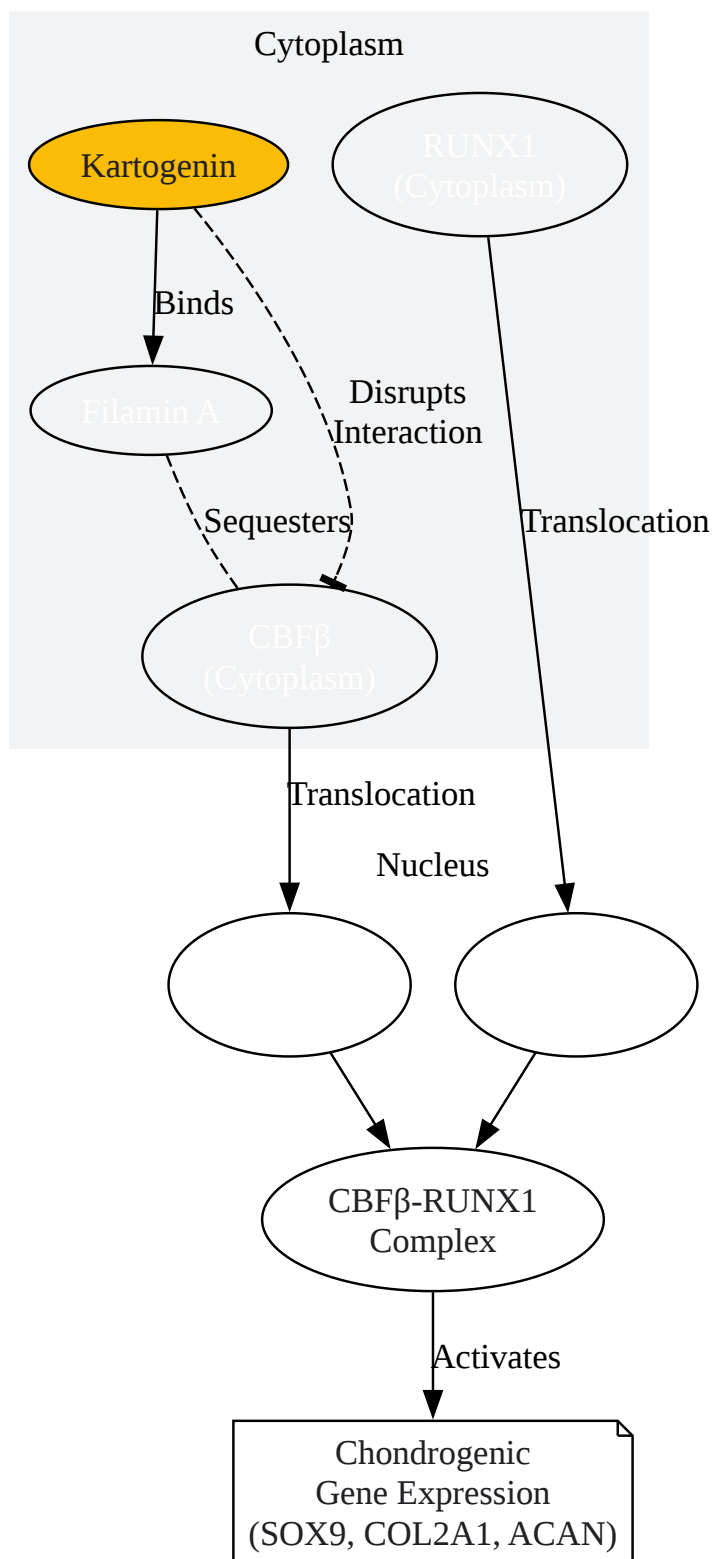 Cytoplasm
Kartogenin
RUNX1
(Cytoplasm)
Binds
Disrupts
Interaction
Filamin A
Sequesters
Translocation
CBFβ
(Cytoplasm)
Translocation
Nucleus
CBFβ-RUNX1
Complex
Activates
Chondrogenic
Gene Expression
(SOX9, COL2A1, ACAN)